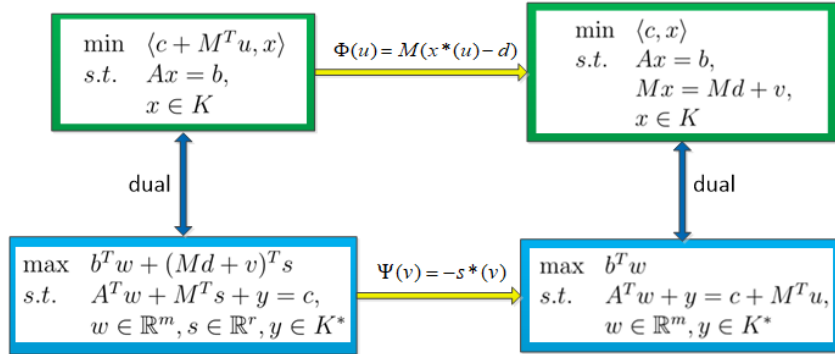 min ⟨c + M^T u, x⟩
s.t. Ax = b,
x ∈ K
Φ(u) = M(x*(u) − d)
min ⟨c, x⟩
s.t. Ax = b,
Mx = Md + v,
x ∈ K
dual
dual
max b^T w + (Md + v)^T s
s.t. A^T w + M^T s + y = c,
w ∈ ℝ^m, s ∈ ℝ^r, y ∈ K*
Ψ(v) = −s*(v)
max b^T w
s.t. A^T w + y = c + M^T u,
w ∈ ℝ^m, y ∈ K*